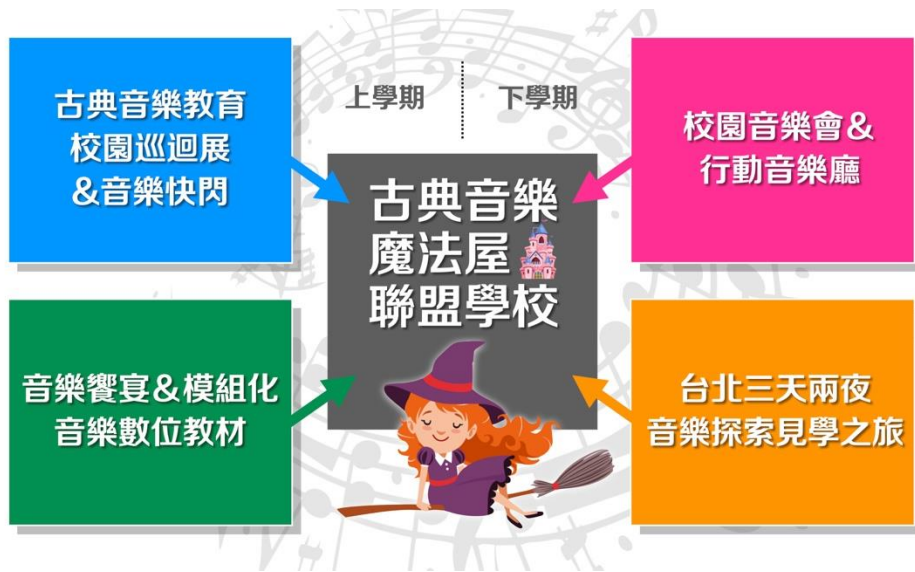 上學期
下學期
古典音樂教育
校園巡迴展
&音樂快閃
校園音樂會&
行動音樂廳
古典音樂
魔法屋
聯盟學校
音樂饗宴&模組化
音樂數位教材
台北三天兩夜
音樂探索見學之旅